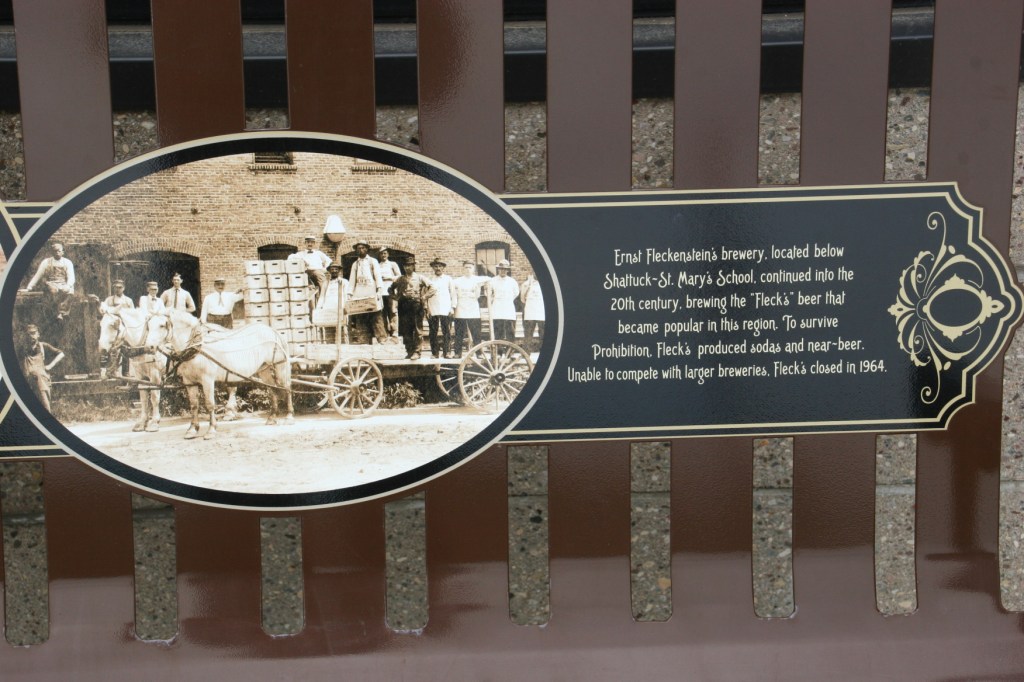 Ernst Fleckenstein's brewery, located below
Shattuck-St. Mary's School, continued into the
20th century, brewing the "Fleck's" beer that
became popular in this region. To survive
Prohibition, Fleck's produced sodas and near-beer.
Unable to compete with larger breweries, Fleck's closed in 1964.